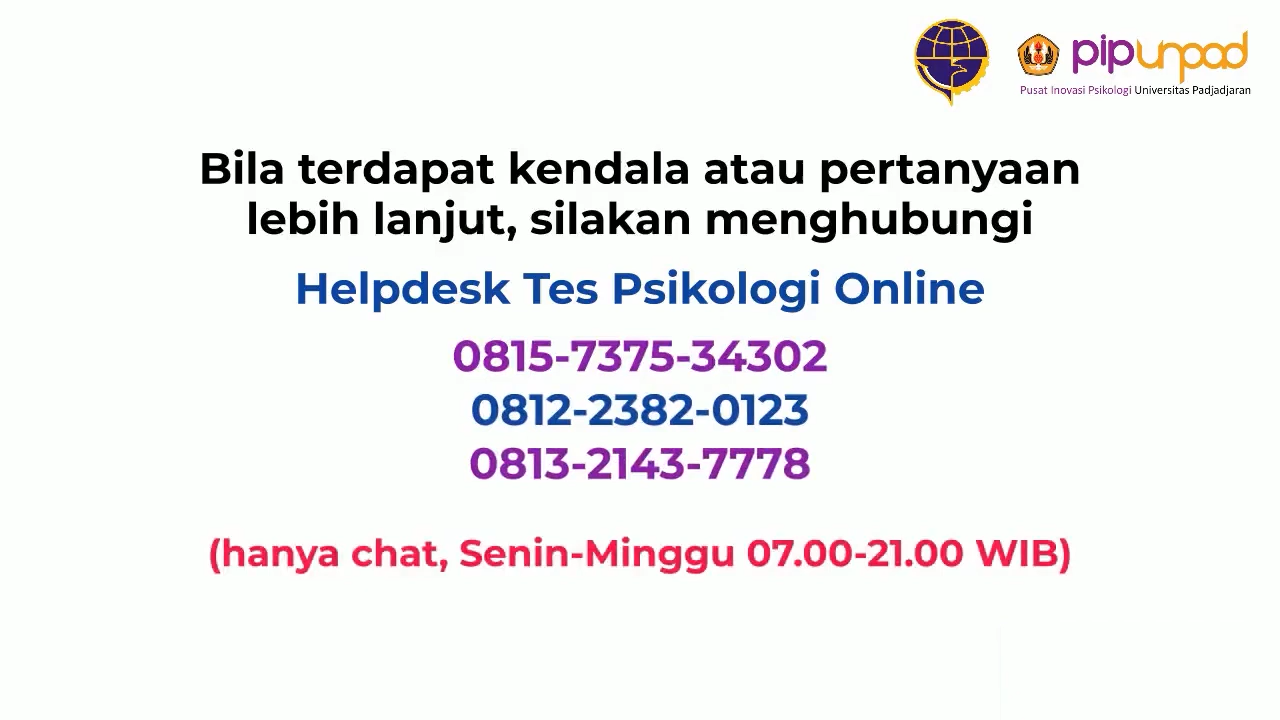 pipunpad
Pusat Inovasi Psikologi Universitas Padjadjaran
Bila terdapat kendala atau pertanyaan
lebih lanjut, silakan menghubungi
Helpdesk Tes Psikologi Online
0815-7375-34302
0812-2382-0123
0813-2143-7778
(hanya chat, Senin-Minggu 07.00-21.00 WIB)